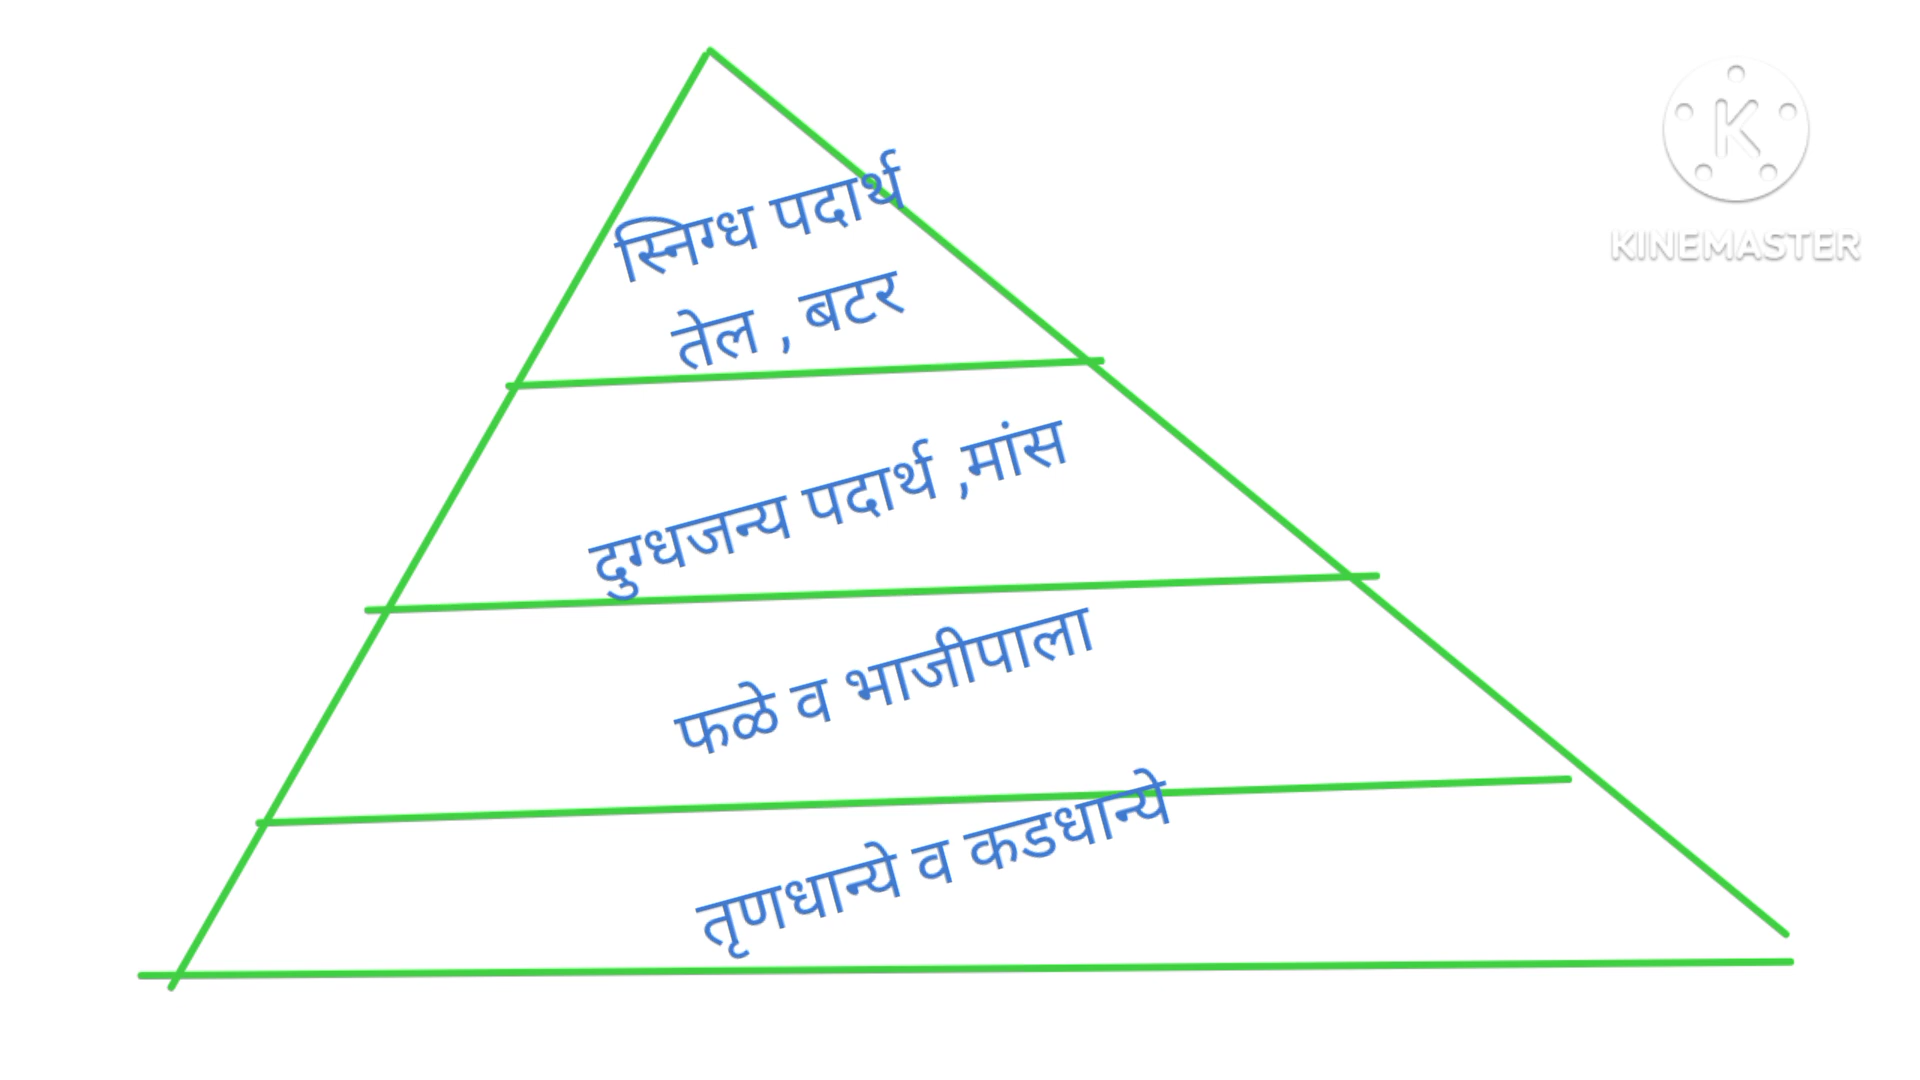 स्निग्ध पदार्थ
तेल , बटर
दुग्धजन्य पदार्थ ,मांस
फळे व भाजीपाला
तृणधान्ये व कडधान्ये
K
KINEMASTER